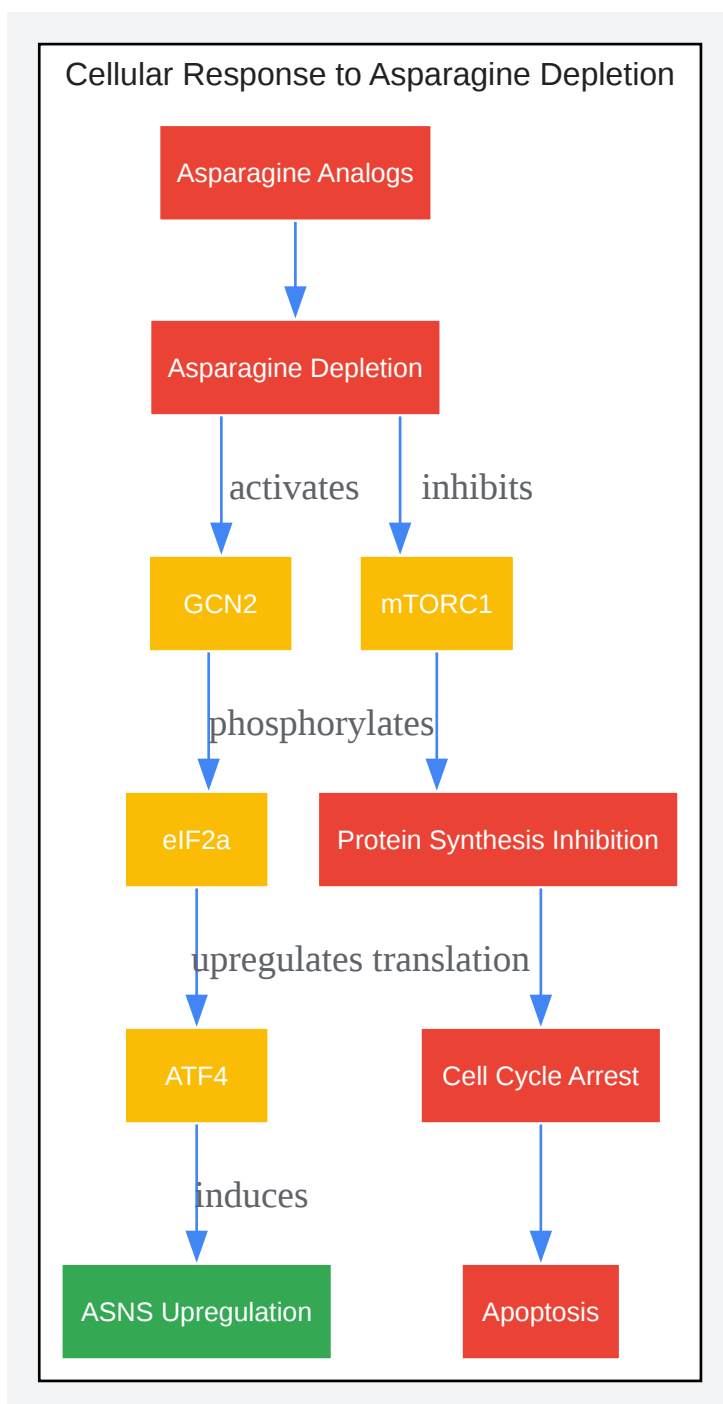 Cellular Response to Asparagine Depletion
Asparagine Analogs
Asparagine Depletion
activates
inhibits
GCN2
mTORC1
phosphorylates
eIF2a
Protein Synthesis Inhibition
upregulates translation
ATF4
Cell Cycle Arrest
induces
ASNS Upregulation
Apoptosis